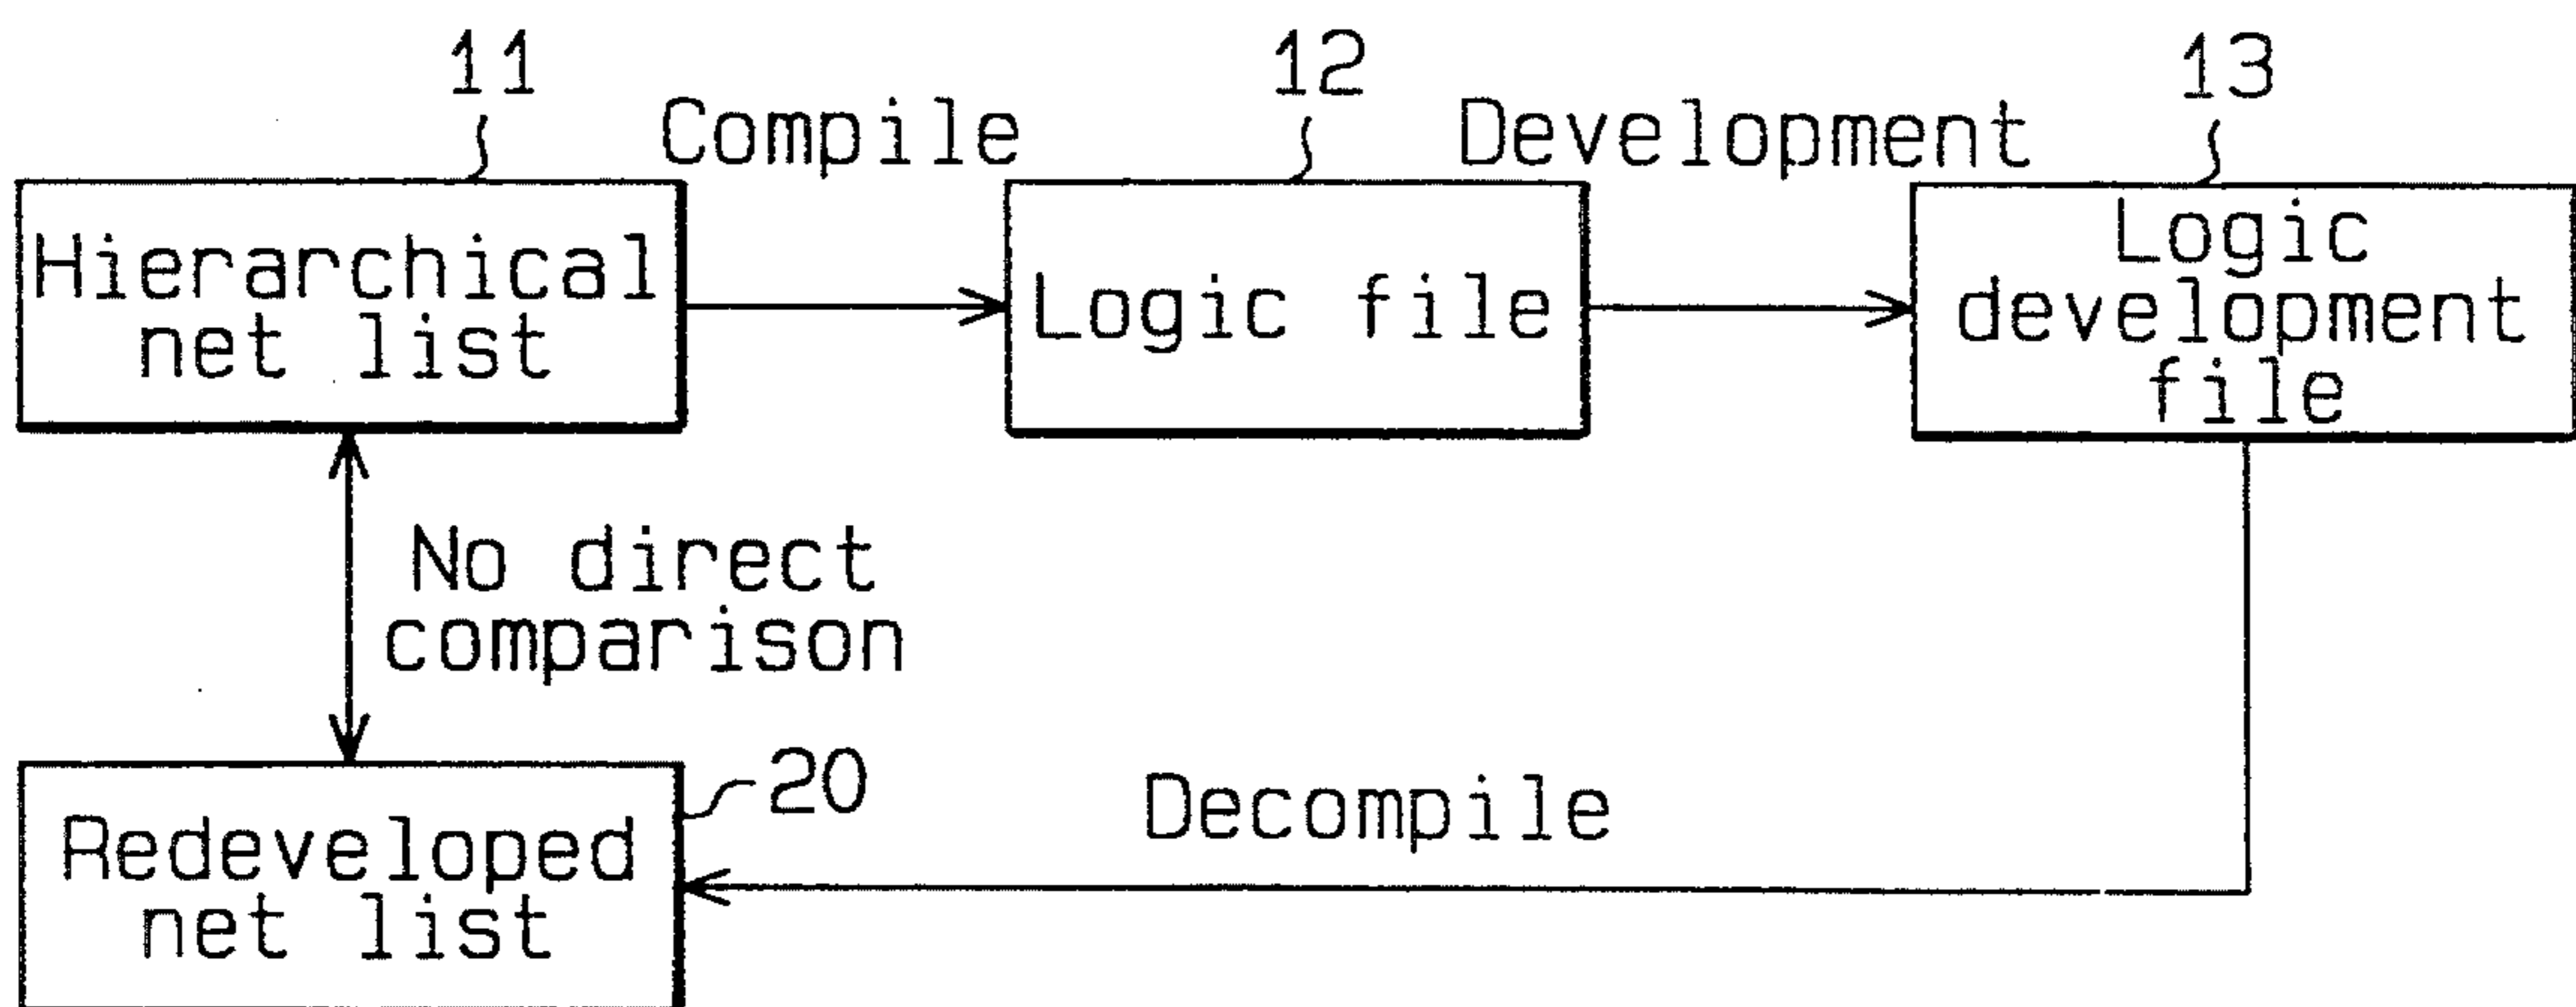 11
12
13
Compile
Development
Hierarchical
net list
Logic file
Logic
development
file
No direct
comparison
20
Redeveloped
net list
Decompile